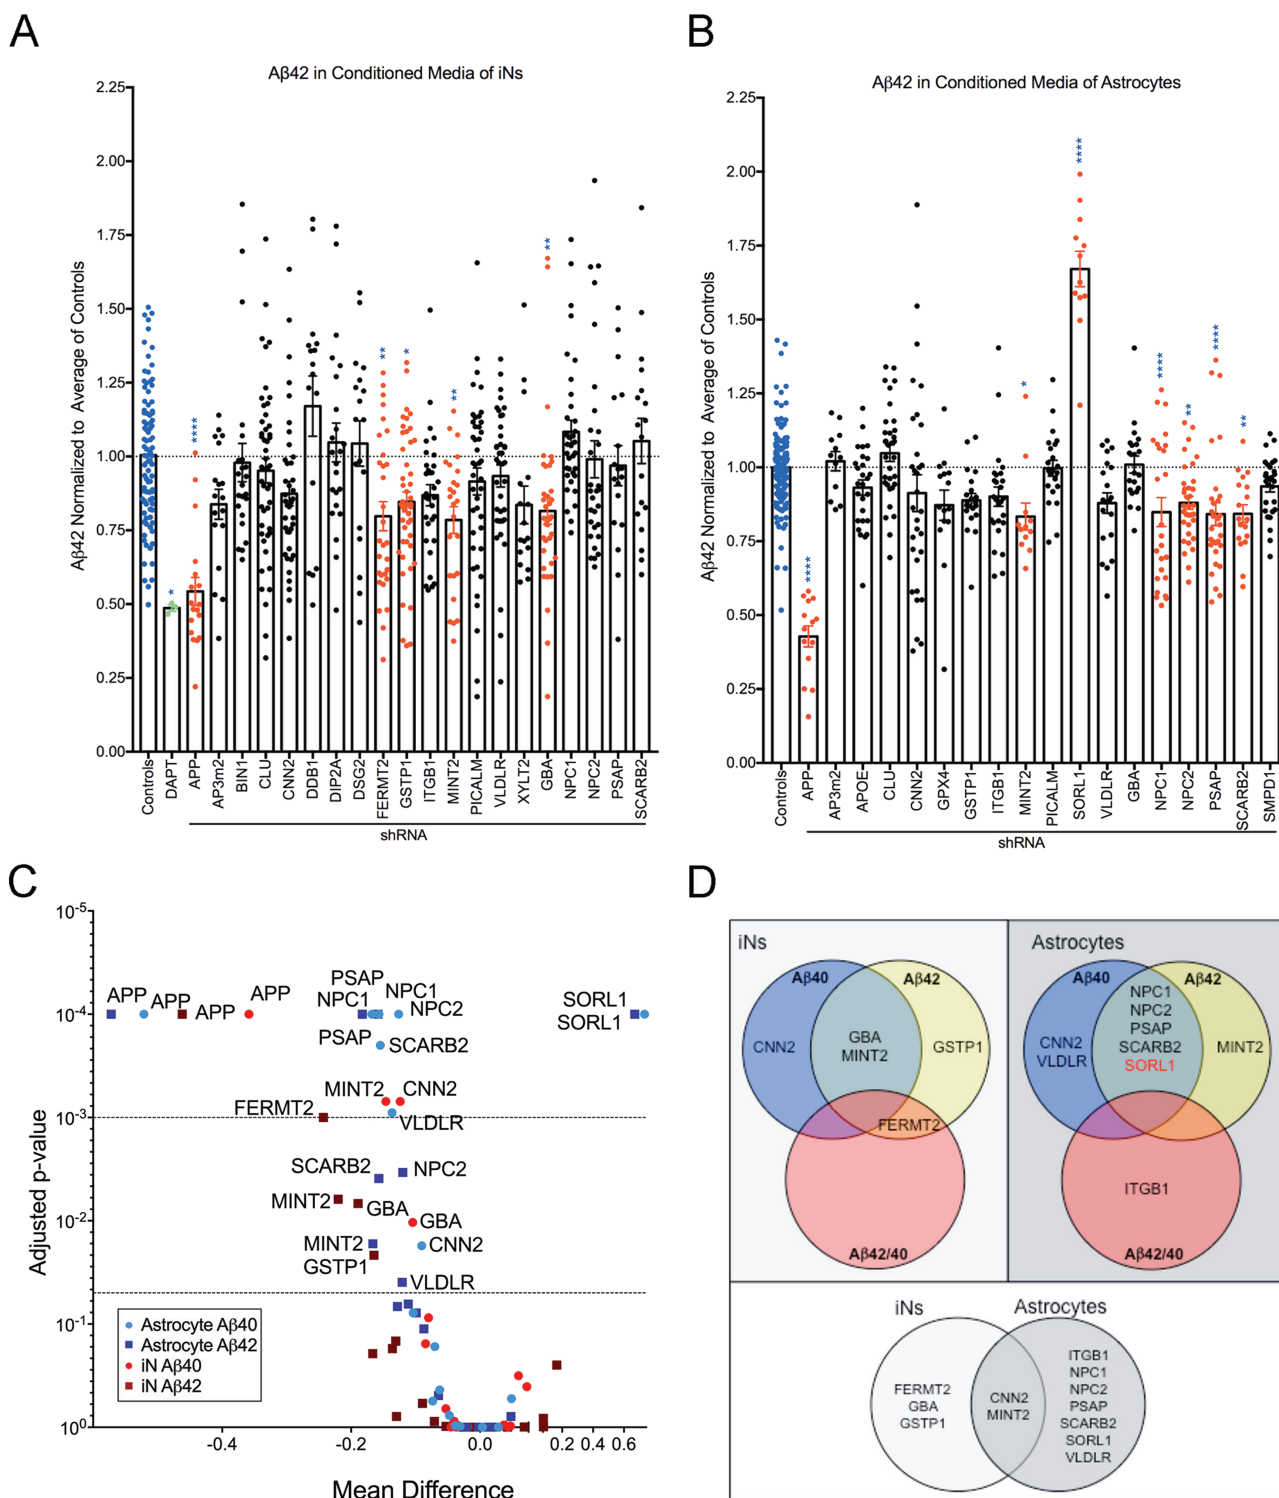 A
Aβ42 in Conditioned Media of iNs
Aβ42 Normalized to Average of Controls
2.25
2.00
1.75
1.50
1.25
1.00
0.75
0.50
0.25
0.00
*
****
**
*
**
**
Controls
DAPT
APP
AP3m2
BIN1
CLU
CNN2
DDB1
DIP2A
DSG2
FERMT2
GSTP1
ITGB1
MINT2
PICALM
VLDLR
XYLT2
GBA
NPC1
NPC2
PSAP
SCARB2
shRNA
B
Aβ42 in Conditioned Media of Astrocytes
Aβ42 Normalized to Average of Controls
2.25
2.00
1.75
1.50
1.25
1.00
0.75
0.50
0.25
0.00
****
*
****
****
**
****
**
Controls
APP
AP3m2
APOE
CLU
CNN2
GPX4
GSTP1
ITGB1
MINT2
PICALM
SORL1
VLDLR
GBA
NPC1
NPC2
PSAP
SCARB2
SMPD1
shRNA
C
Adjusted p-value
10-5
10-4
10-3
10-2
10-1
100
APP
APP
APP
APP
PSAP
NPC1
NPC1
NPC2
SORL1
SORL1
PSAP
SCARB2
MINT2
CNN2
FERMT2
VLDLR
SCARB2
NPC2
MINT2
GBA
GBA
MINT2
CNN2
GSTP1
VLDLR
Astrocyte Aβ40
Astrocyte Aβ42
iN Aβ40
iN Aβ42
-0.4
-0.2
0.0
0.2 0.4 0.6
Mean Difference
D
iNs
Aβ40
Aβ42
CNN2
GBA
MINT2
GSTP1
FERMT2
Aβ42/40
Astrocytes
Aβ40
Aβ42
NPC1
NPC2
PSAP
SCARB2
SORL1
CNN2
VLDLR
MINT2
ITGB1
Aβ42/40
iNs
Astrocytes
FERMT2
GBA
GSTP1
CNN2
MINT2
ITGB1
NPC1
NPC2
PSAP
SCARB2
SORL1
VLDLR